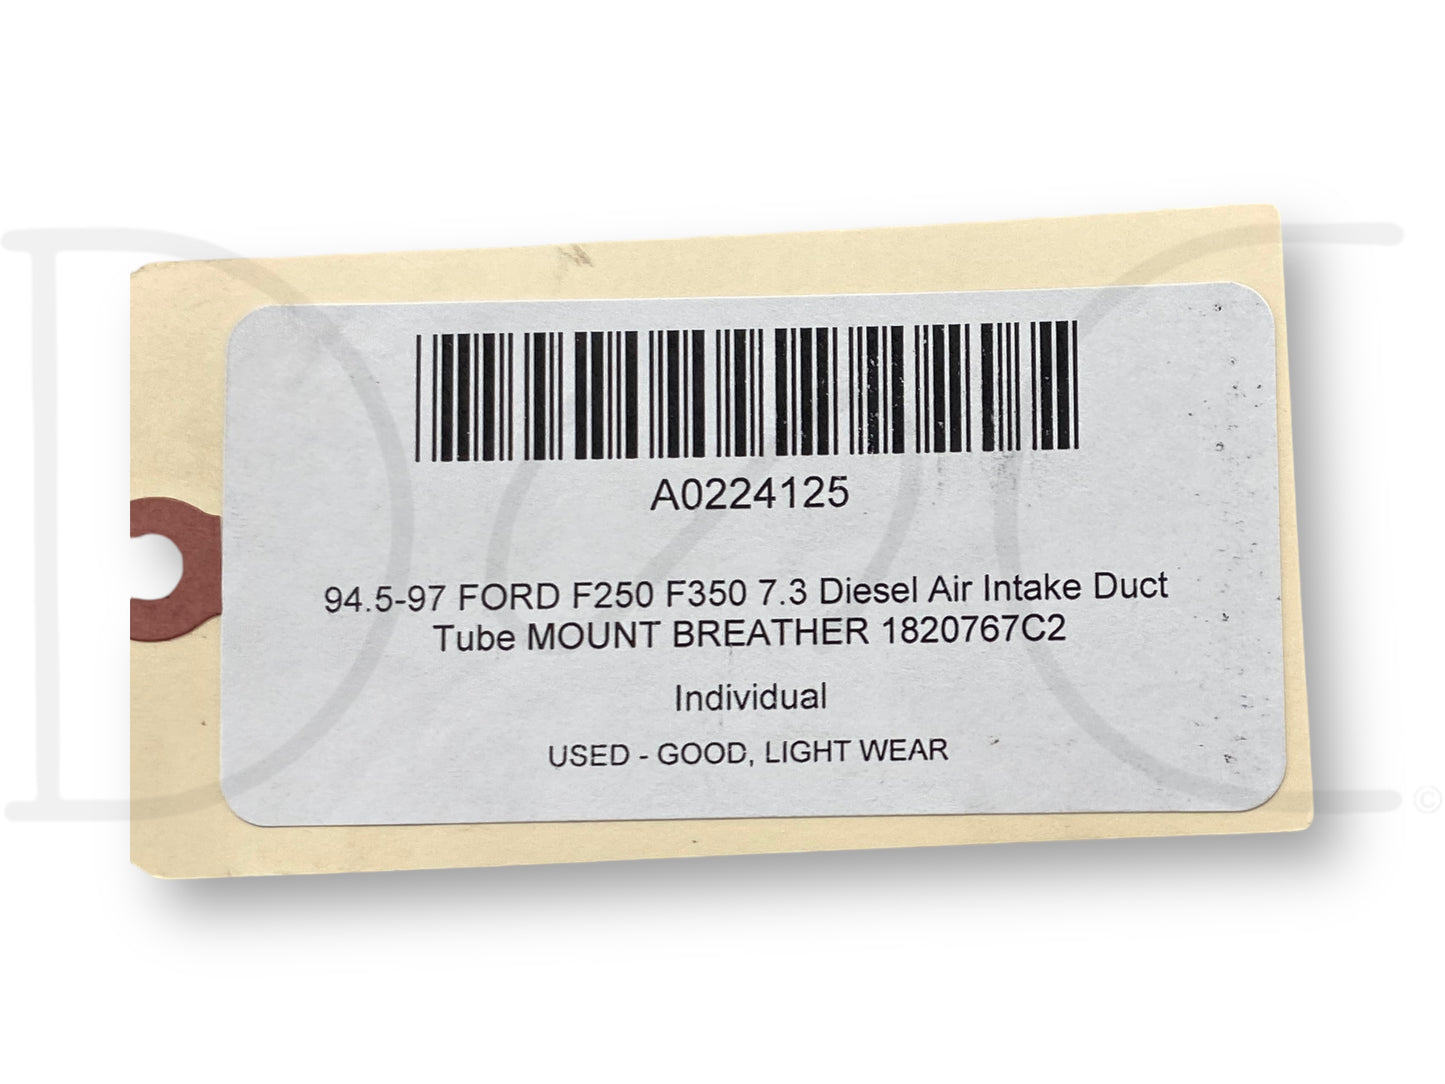 A0224125
94.5-97 FORD F250 F350 7.3 Diesel Air Intake Duct
Tube MOUNT BREATHER 1820767C2
Individual
USED - GOOD, LIGHT WEAR
©